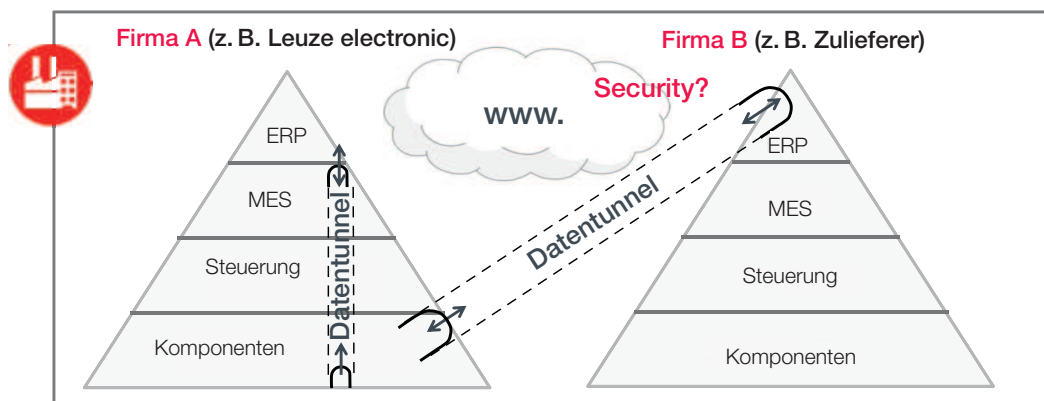 Firma A (z. B. Leuze electronic)
Firma B (z. B. Zulieferer)
Security?
www.
ERP
MES
Steuerung
Komponenten
Datentunnel
Datentunnel
ERP
MES
Steuerung
Komponenten